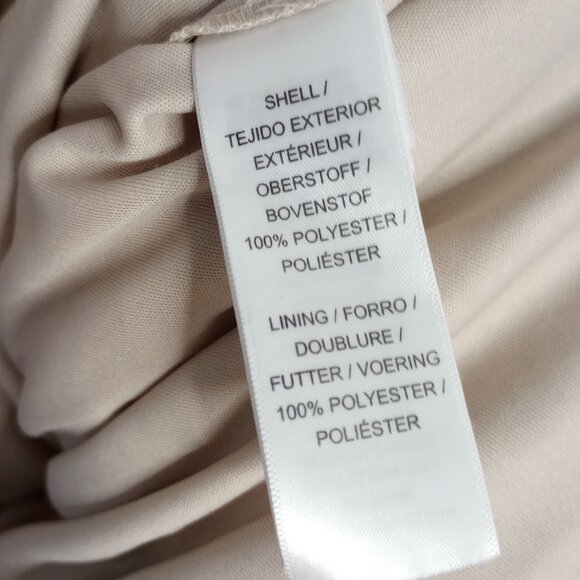 SHELL /
TEJIDO EXTERIOR
EXTÉRIEUR /
OBERSTOFF /
BOVENSTOF
100% POLYESTER /
POLIÉSTER
LINING / FORRO /
DOUBLURE /
FUTTER / VOERING
100% POLYESTER /
POLIÉSTER